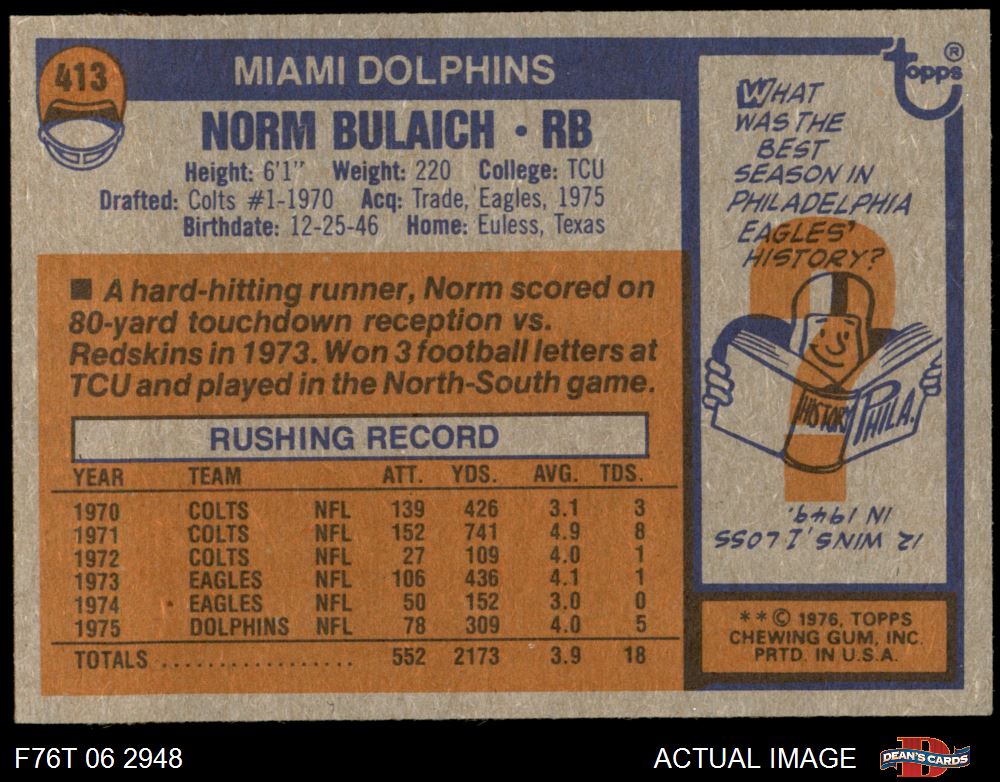 413
MIAMI DOLPHINS
NORM BULAICH • RB
Height: 6'1" Weight: 220 College: TCU
Drafted: Colts #1-1970 Acq: Trade, Eagles, 1975
Birthdate: 12-25-46 Home: Euless, Texas
■ A hard-hitting runner, Norm scored on
80-yard touchdown reception vs.
Redskins in 1973. Won 3 football letters at
TCU and played in the North-South game.
RUSHING RECORD
YEAR TEAM ATT. YDS. AVG. TDS.
1970 COLTS NFL 139 426 3.1 3
1971 COLTS NFL 152 741 4.9 8
1972 COLTS NFL 27 109 4.0 1
1973 EAGLES NFL 106 436 4.1 1
1974 EAGLES NFL 50 152 3.0 0
1975 DOLPHINS NFL 78 309 4.0 5
TOTALS .................. 552 2173 3.9 18
topps ®
WHAT
WAS THE
BEST
SEASON IN
PHILADELPHIA
EAGLES'
HISTORY?
?
HISTORY PHILA.
12 WINS, 1 LOSS
IN 1949.
* * © 1976, TOPPS
CHEWING GUM, INC.
PRTD. IN U.S.A.
F76T 06 2948
ACTUAL IMAGE
DEAN'S CARDS